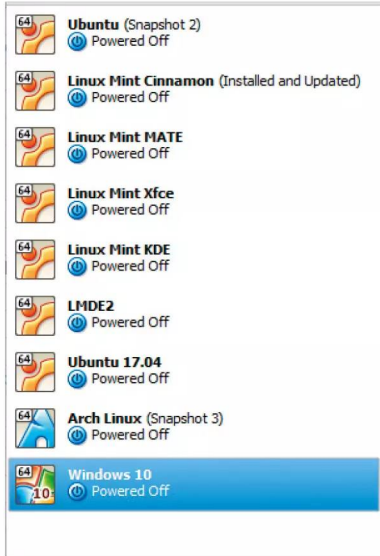 64
Ubuntu (Snapshot 2)
Powered Off
64
Linux Mint Cinnamon (Installed and Updated)
Powered Off
64
Linux Mint MATE
Powered Off
64
Linux Mint Xfce
Powered Off
64
Linux Mint KDE
Powered Off
64
LMDE2
Powered Off
64
Ubuntu 17.04
Powered Off
64
Arch Linux (Snapshot 3)
Powered Off
64
10
Windows 10
Powered Off